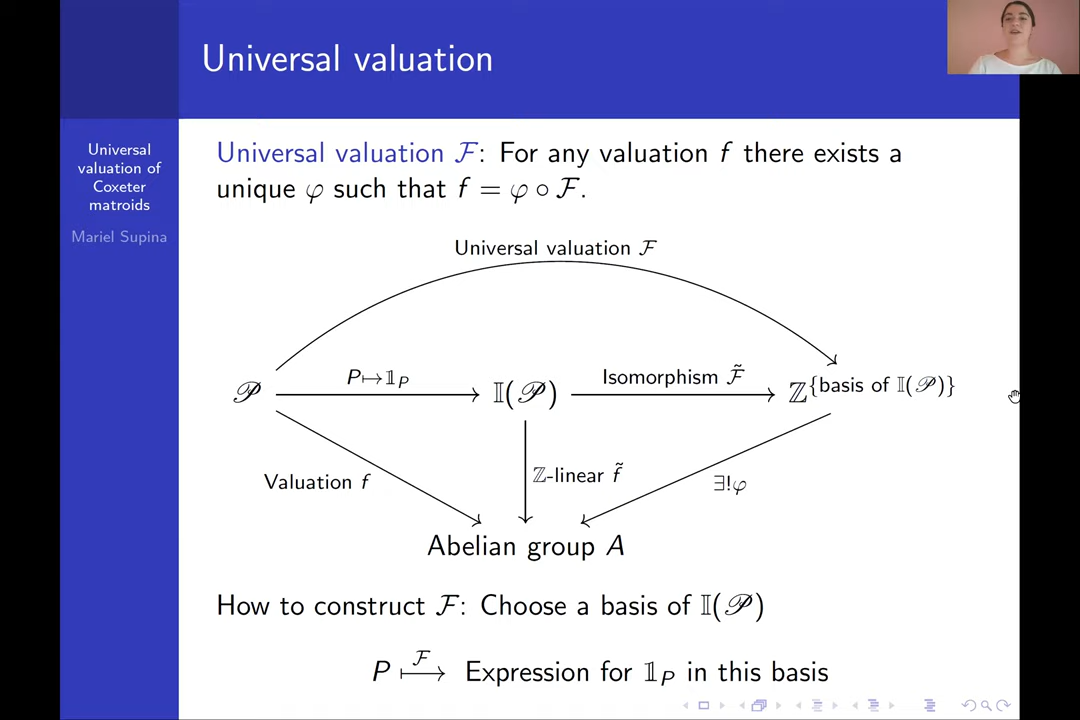 Universal valuation
Universal
valuation of
Coxeter
matroids
Mariel Supina
Universal valuation ℱ: For any valuation f there exists a
unique φ such that f = φ ∘ ℱ.
Universal valuation ℱ
𝒫
P ↦ 𝟙_P
𝕀(𝒫)
Isomorphism ℱ̃
ℤ^{basis of 𝕀(𝒫)}
Valuation f
ℤ-linear f̃
∃!φ
Abelian group A
How to construct ℱ: Choose a basis of 𝕀(𝒫)
P ⟼^ℱ Expression for 𝟙_P in this basis